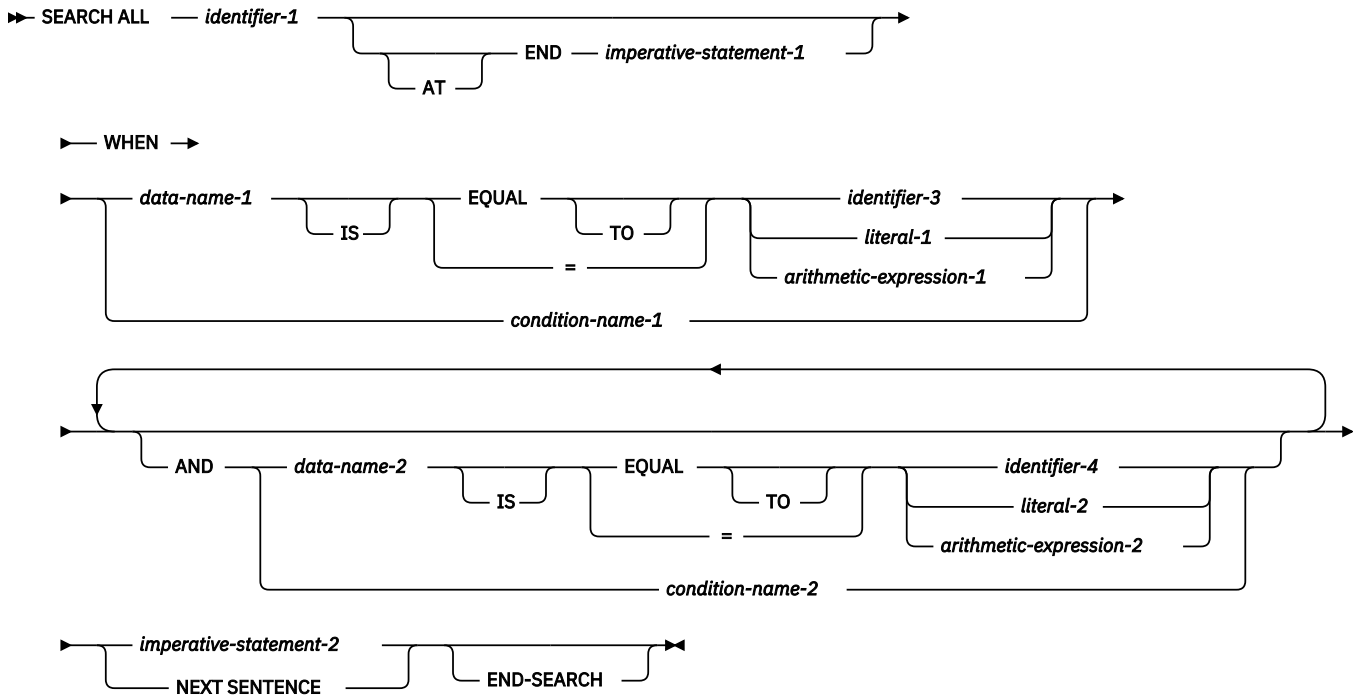 SEARCH ALL identifier-1
END imperative-statement-1
AT
WHEN
data-name-1 EQUAL identifier-3
IS TO literal-1
=
arithmetic-expression-1
condition-name-1
AND data-name-2 EQUAL identifier-4
IS TO literal-2
=
arithmetic-expression-2
condition-name-2
imperative-statement-2
NEXT SENTENCE END-SEARCH